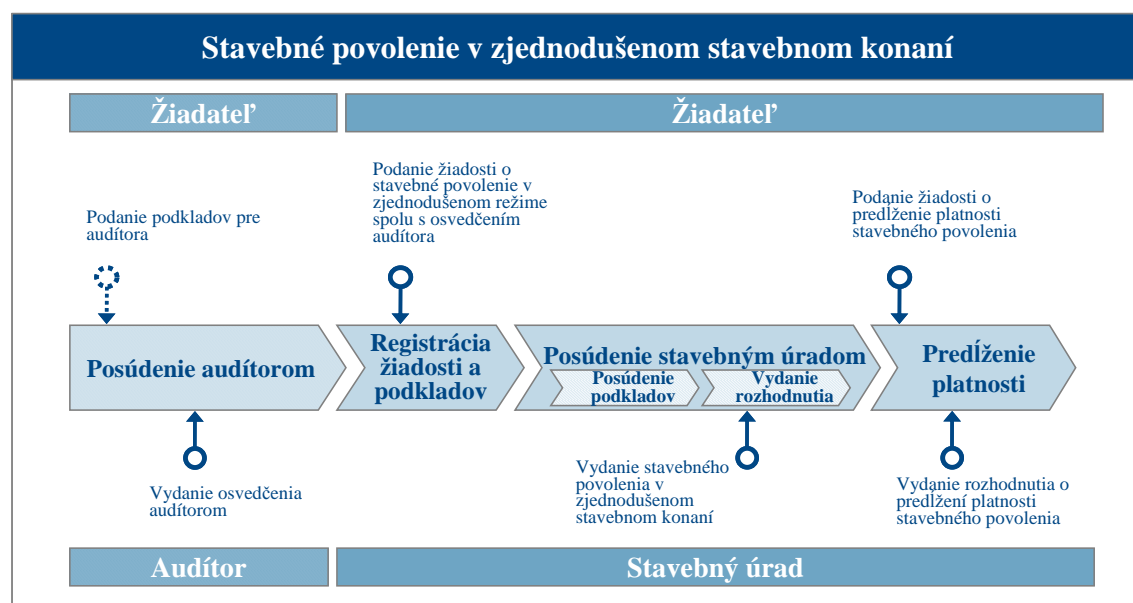 Stavebné povolenie v zjednodušenom stavebnom konaní
Žiadateľ
Žiadateľ
Podanie podkladov pre
audítora
Podanie žiadosti o
stavebné povolenie v
zjednodušenom režime
spolu s osvedčením
audítora
Podanie žiadosti o
predlženie platnosti
stavebného povolenia
Posúdenie audítorom
Registrácia
žiadosti a
podkladov
Posúdenie stavebným úradom
Posúdenie
podkladov
Vydanie
rozhodnutia
Predĺženie
platnosti
Vydanie osvedčenia
audítorom
Vydanie stavebného
povolenia v
zjednodušenom
stavebnom konaní
Vydanie rozhodnutia o
predlžení platnosti
stavebného povolenia
Audítor
Stavebný úrad